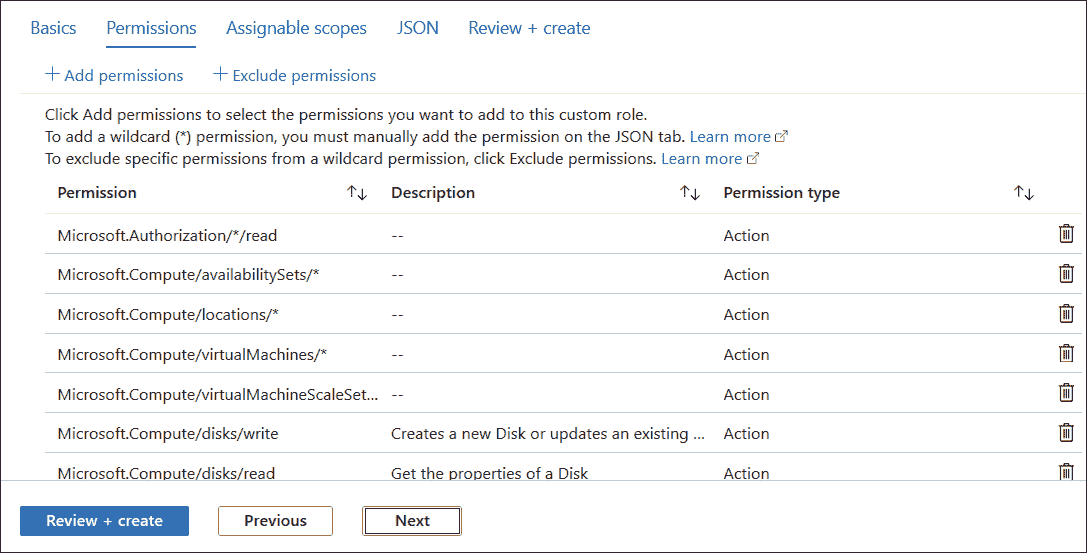 Basics Permissions Assignable scopes JSON Review + create
+ Add permissions + Exclude permissions
Click Add permissions to select the permissions you want to add to this custom role.
To add a wildcard (*) permission, you must manually add the permission on the JSON tab. Learn more
To exclude specific permissions from a wildcard permission, click Exclude permissions. Learn more
Permission ↑↓ Description ↑↓ Permission type ↑↓
Microsoft.Authorization/*/read -- Action
Microsoft.Compute/availabilitySets/* -- Action
Microsoft.Compute/locations/* -- Action
Microsoft.Compute/virtualMachines/* -- Action
Microsoft.Compute/virtualMachineScaleSet... -- Action
Microsoft.Compute/disks/write Creates a new Disk or updates an existing ... Action
Microsoft.Compute/disks/read Get the properties of a Disk Action
Review + create Previous Next